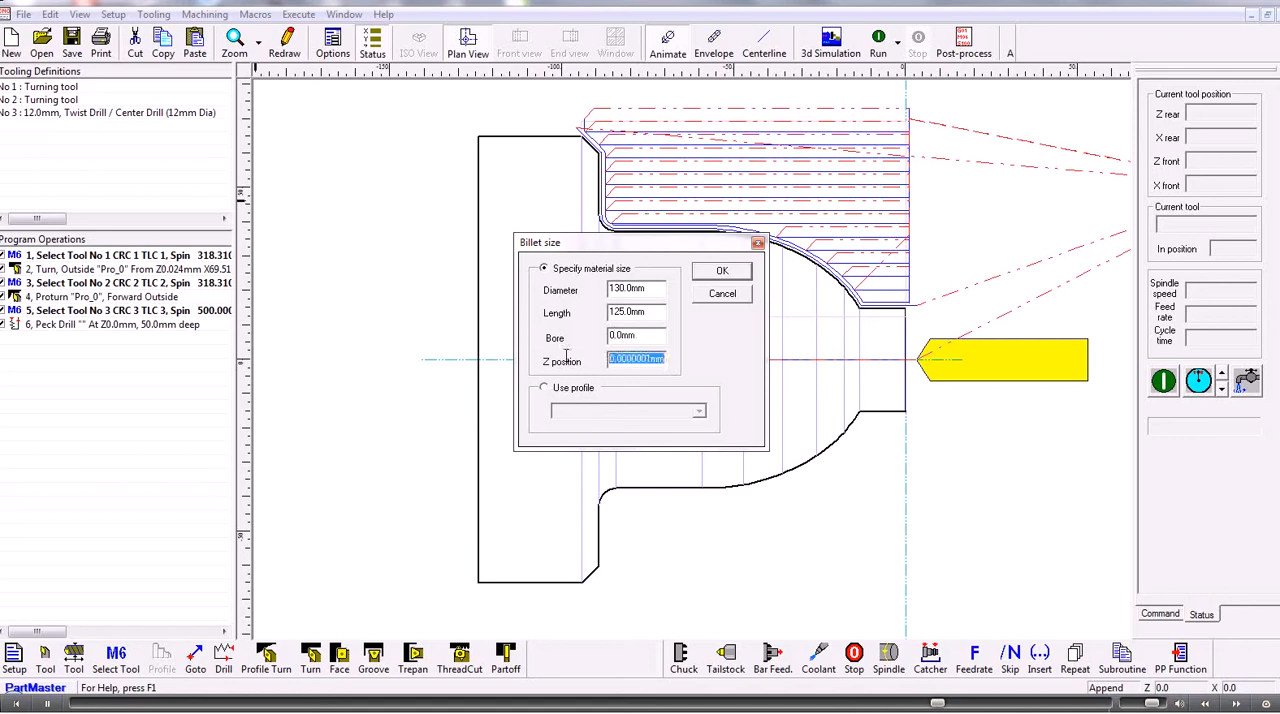 File Edit View Setup Tooling Machining Macros Execute Window Help
New Open Save Print Cut Copy Paste Zoom Redraw Options Status ISO View Plan View Front view End view Window Animate Envelope Centerline 3d Simulation Run Stop Post-process A
Tooling Definitions
No 1 : Turning tool
No 2 : Turning tool
No 3 : 12.0mm, Twist Drill / Center Drill (12mm Dia)
Program Operations
1, Select Tool No 1 CRC 1 TLC 1, Spin 318.31
2, Turn, Outside "Pro_0" From Z0.024mm X69.51
3, Select Tool No 2 CRC 2 TLC 2, Spin 318.31
4, Proturn "Pro_0", Forward Outside
5, Select Tool No 3 CRC 3 TLC 3, Spin 500.00
6, Peck Drill "" At Z0.0mm, 50.0mm deep
-100 -50 0 50
Billet size
Specify material size
Diameter 130.0mm
Length 125.0mm
Bore 0.0mm
Z position 0.0000001mm
Use profile
OK
Cancel
Current tool position
Z rear
X rear
Z front
X front
Current tool
In position
Spindle speed
Feed rate
Cycle time
Command Status
Setup Tool Tool Select Tool Profile Goto Drill Profile Turn Turn Face Groove Trepan ThreadCut Partoff Chuck Tailstock Bar Feed. Coolant Stop Spindle Catcher Feedrate Skip Insert Repeat Subroutine PP Function
PartMaster For Help, press F1 Append Z 0.0 X 0.0